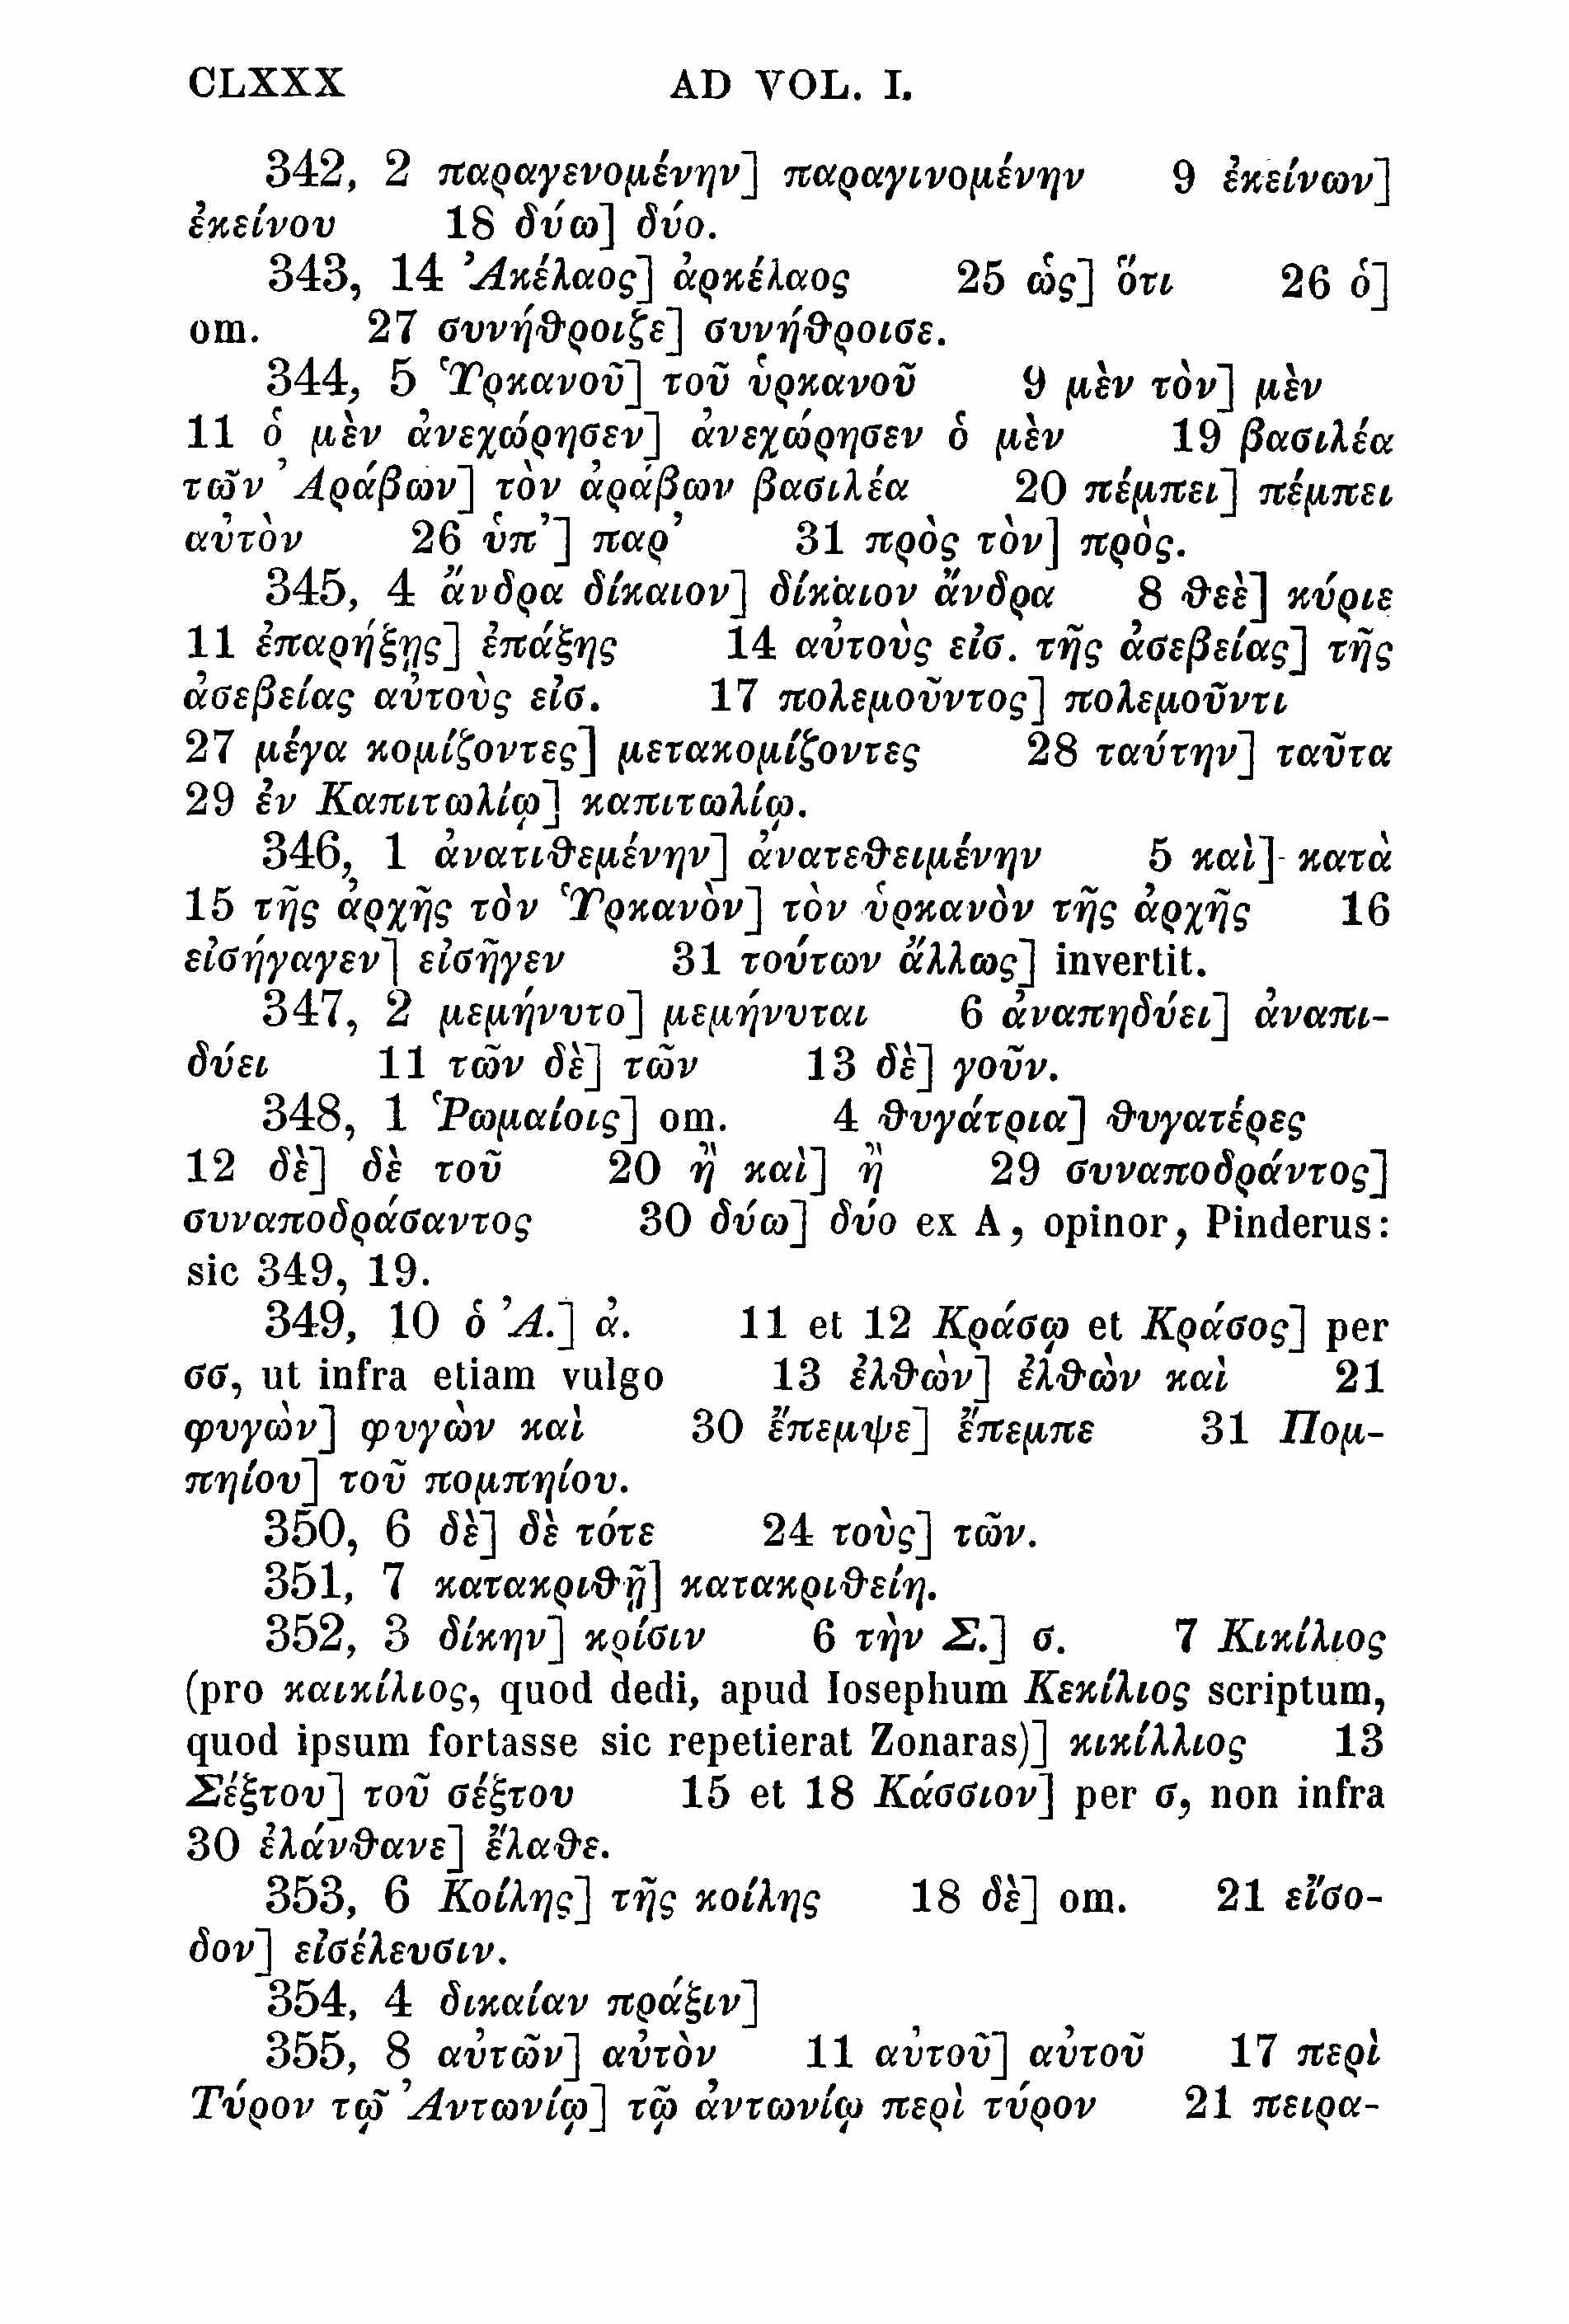 CLXXX AD VOL. I.
342, 2 παραγενομένην] παραγινομένην 9 ἐκείνων]
ἐκείνου 18 δύω] δύο.
343, 14 Ἀκέλαος] ἀρκέλαος 25 ὡς] ὅτι 26 ὁ]
om. 27 συνήθροιζε] συνήθροισε.
344, 5 Ὑρκανοῦ] τοῦ ὑρκανοῦ 9 μὲν τὸν] μὲν
11 ὁ μὲν ἀνεχώρησεν] ἀνεχώρησεν ὁ μὲν 19 βασιλέα
τῶν Ἀράβων] τὸν ἀράβων βασιλέα 20 πέμπει] πέμπει
αὐτὸν 26 ὑπ’] παρ’ 31 πρὸς τὸν] πρὸς.
345, 4 ἄνδρα δίκαιον] δίκαιον ἄνδρα 8 θεὲ] κύριε
11 ἐπαρήξῃς] ἐπάξης 14 αὐτοὺς εἰσ. τῆς ἀσεβείας] τῆς
ἀσεβείας αὐτοὺς εἰσ. 17 πολεμοῦντος] πολεμοῦντι
27 μέγα κομίζοντες] μετακομίζοντες 28 ταύτην] ταῦτα
29 ἐν Καπιτωλίῳ] καπιτωλίῳ.
346, 1 ἀνατιθεμένην] ἀνατεθειμένην 5 καὶ] κατὰ
15 τῆς ἀρχῆς τὸν Ὑρκανὸν] τὸν ὑρκανὸν τῆς ἀρχῆς 16
εἰσήγαγεν] εἰσῆγεν 31 τούτων ἄλλως] invertit.
347, 2 μεμήνυτο] μεμήνυται 6 ἀναπηδύει] ἀναπι-
δύει 11 τῶν δὲ] τῶν 13 δὲ] γοῦν.
348, 1 Ῥωμαίοις] om. 4 θυγάτρια] θυγατέρες
12 δὲ] δὲ τοῦ 20 ἢ καὶ] ἢ 29 συναποδράντος]
συναποδράσαντος 30 δύω] δύο ex A, opinor, Pinderus:
sic 349, 19.
349, 10 ὁ Ἀ.] ἀ. 11 et 12 Κράσῳ et Κράσος] per
σσ, ut infra etiam vulgo 13 ἐλθὼν] ἐλθὼν καὶ 21
φυγὼν] φυγὼν καὶ 30 ἔπεμψε] ἔπεμπε 31 Πομ-
πηίου] τοῦ πομπηίου.
350, 6 δὲ] δὲ τότε 24 τοὺς] τῶν.
351, 7 κατακριθῇ] κατακριθείη.
352, 3 δίκην] κρίσιν 6 τὴν Σ.] σ. 7 Κικίλιος
(pro καικίλιος, quod dedi, apud Iosephum Κεκίλιος scriptum,
quod ipsum fortasse sic repetierat Zonaras)] κικίλλιος 13
Σέξτου] τοῦ σέξτου 15 et 18 Κάσσιον] per σ, non infra
30 ἐλάνθανε] ἔλαθε.
353, 6 Κοίλης] τῆς κοίλης 18 δὲ] om. 21 εἴσο-
δον] εἰσέλευσιν.
354, 4 δικαίαν πράξιν]
355, 8 αὐτῶν] αὐτὸν 11 αὑτοῦ] αὐτοῦ 17 περὶ
Τύρον τῷ Ἀντωνίῳ] τῷ ἀντωνίῳ περὶ τύρον 21 πειρα-